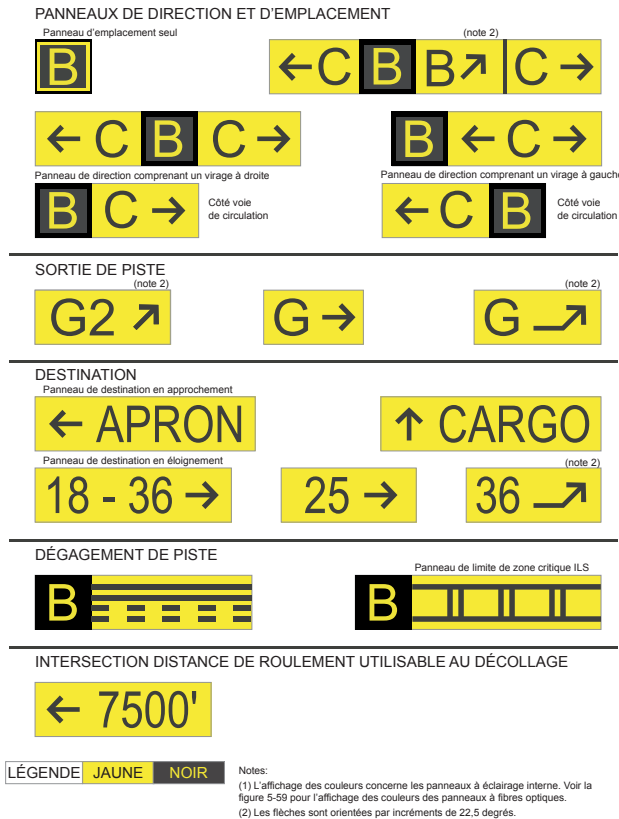 PANNEAUX DE DIRECTION ET D'EMPLACEMENT
Panneau d'emplacement seul
(note 2)
B
←C B B↗ C →
← C B C →
B ← C →
Panneau de direction comprenant un virage à droite
Panneau de direction comprenant un virage à gauche
B C →
Côté voie
de circulation
← C B
Côté voie
de circulation
SORTIE DE PISTE
(note 2)
(note 2)
G2 ↗
G →
G ↗
DESTINATION
Panneau de destination en approchement
← APRON
↑ CARGO
Panneau de destination en éloignement
(note 2)
18 - 36 →
25 →
36 ↗
DÉGAGEMENT DE PISTE
Panneau de limite de zone critique ILS
B
B
INTERSECTION DISTANCE DE ROULEMENT UTILISABLE AU DÉCOLLAGE
← 7500'
LÉGENDE JAUNE NOIR
Notes:
(1) L'affichage des couleurs concerne les panneaux à éclairage interne. Voir la
figure 5-59 pour l'affichage des couleurs des panneaux à fibres optiques.
(2) Les flèches sont orientées par incréments de 22,5 degrés.